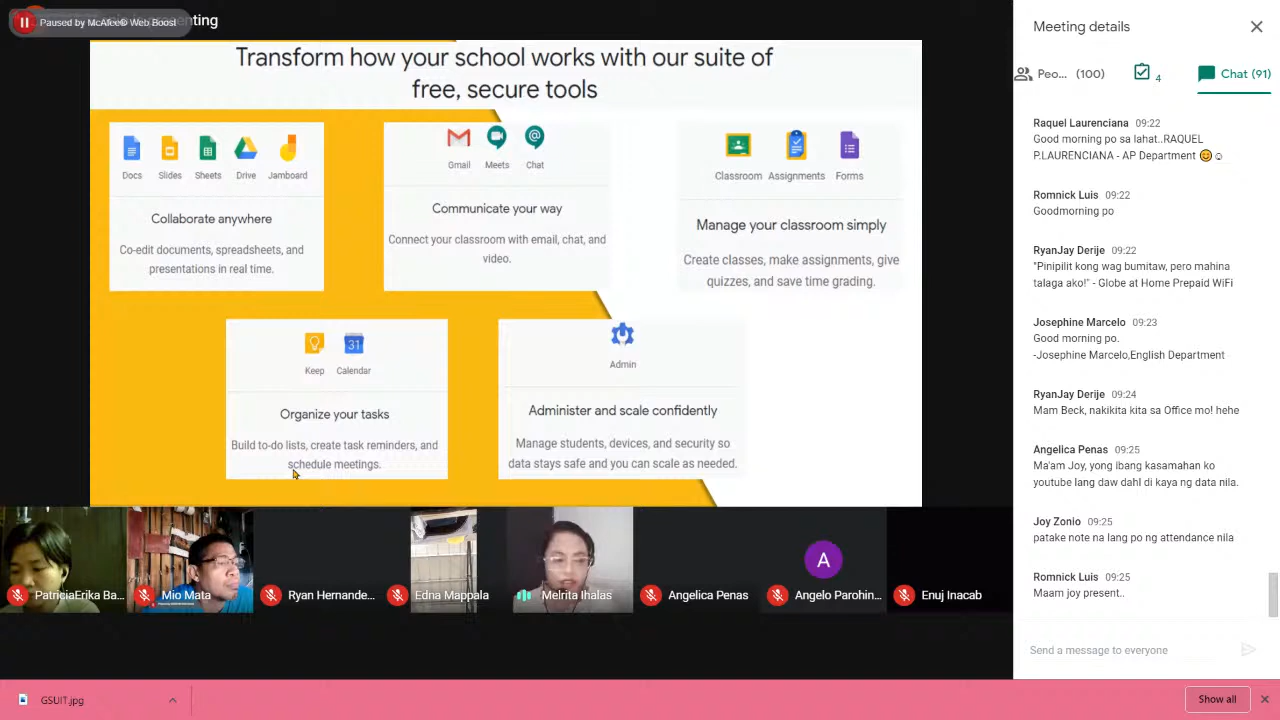 Paused by McAfee® Web Boost
enting
Transform how your school works with our suite of
free, secure tools
Docs Slides Sheets Drive Jamboard
Collaborate anywhere
Co-edit documents, spreadsheets, and
presentations in real time.
Gmail Meets Chat
Communicate your way
Connect your classroom with email, chat, and
video.
Classroom Assignments Forms
Manage your classroom simply
Create classes, make assignments, give
quizzes, and save time grading.
31
Keep Calendar
Organize your tasks
Build to-do lists, create task reminders, and
schedule meetings.
Admin
Administer and scale confidently
Manage students, devices, and security so
data stays safe and you can scale as needed.
PatriciaErika Ba...
Mio Mata
Ryan Hernande...
Edna Mappala
Melrita Ihalas
Angelica Penas
A
Angelo Parohin...
Enuj Inacab
Meeting details
Peo... (100)
4
Chat (91)
Raquel Laurenciana 09:22
Good morning po sa lahat..RAQUEL
P.LAURENCIANA - AP Department 😊☺
Romnick Luis 09:22
Goodmorning po
RyanJay Derije 09:22
"Pinipilit kong wag bumitaw, pero mahina
talaga ako!" - Globe at Home Prepaid WiFi
Josephine Marcelo 09:23
Good morning po.
-Josephine Marcelo,English Department
RyanJay Derije 09:24
Mam Beck, nakikita kita sa Office mo! hehe
Angelica Penas 09:25
Ma'am Joy, yong ibang kasamahan ko
youtube lang daw dahl di kaya ng data nila.
Joy Zonio 09:25
patake note na lang po ng attendance nila
Romnick Luis 09:25
Maam joy present..
Send a message to everyone
GSUIT.jpg
Show all